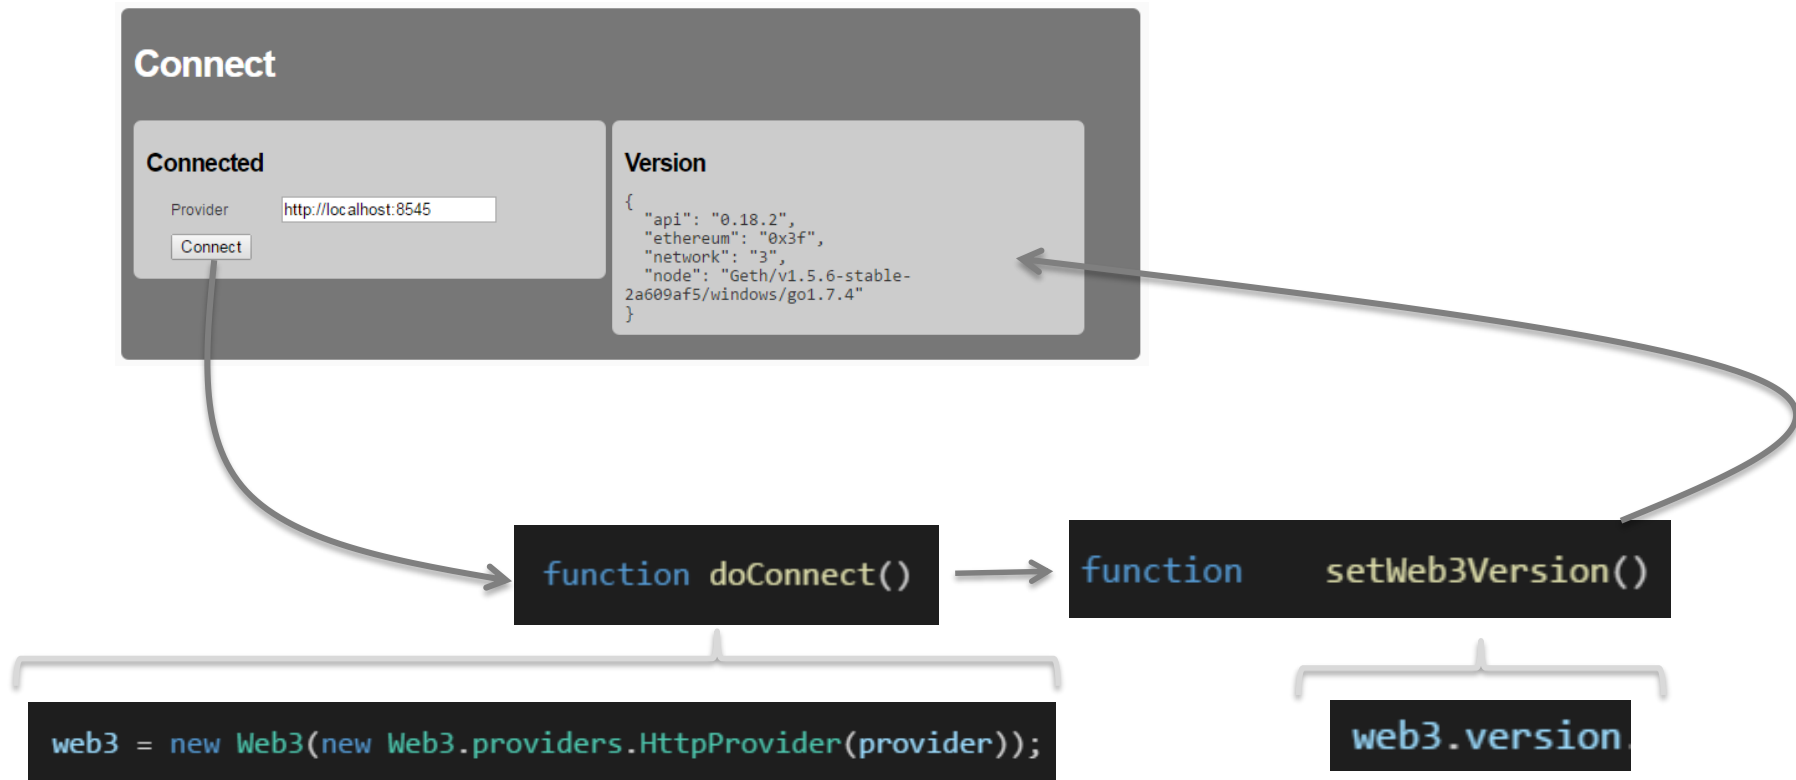 Connect
Connected
Provider http://localhost:8545
Connect
Version
{
"api": "0.18.2",
"ethereum": "0x3f",
"network": "3",
"node": "Geth/v1.5.6-stable-
2a609af5/windows/go1.7.4"
}
function doConnect()
function setWeb3Version()
web3 = new Web3(new Web3.providers.HttpProvider(provider));
web3.version.